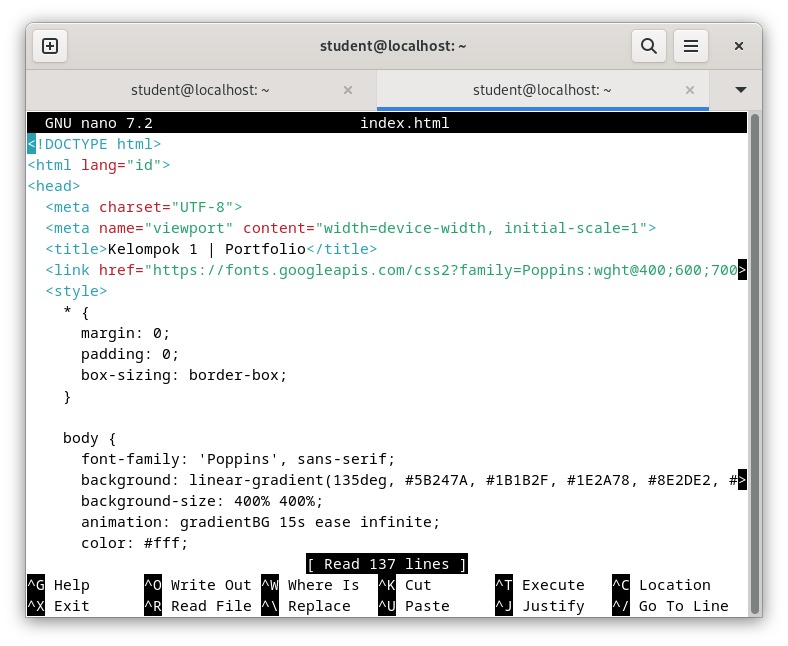 student@localhost: ~
student@localhost: ~ × student@localhost: ~ ×
GNU nano 7.2 index.html
<!DOCTYPE html>
<html lang="id">
<head>
  <meta charset="UTF-8">
  <meta name="viewport" content="width=device-width, initial-scale=1">
  <title>Kelompok 1 | Portfolio</title>
  <link href="https://fonts.googleapis.com/css2?family=Poppins:wght@400;600;700>
  <style>
    * {
      margin: 0;
      padding: 0;
      box-sizing: border-box;
    }
    body {
      font-family: 'Poppins', sans-serif;
      background: linear-gradient(135deg, #5B247A, #1B1B2F, #1E2A78, #8E2DE2, #>
      background-size: 400% 400%;
      animation: gradientBG 15s ease infinite;
      color: #fff;
[ Read 137 lines ]
^G Help ^O Write Out ^W Where Is ^K Cut ^T Execute ^C Location
^X Exit ^R Read File ^\ Replace ^U Paste ^J Justify ^/ Go To Line